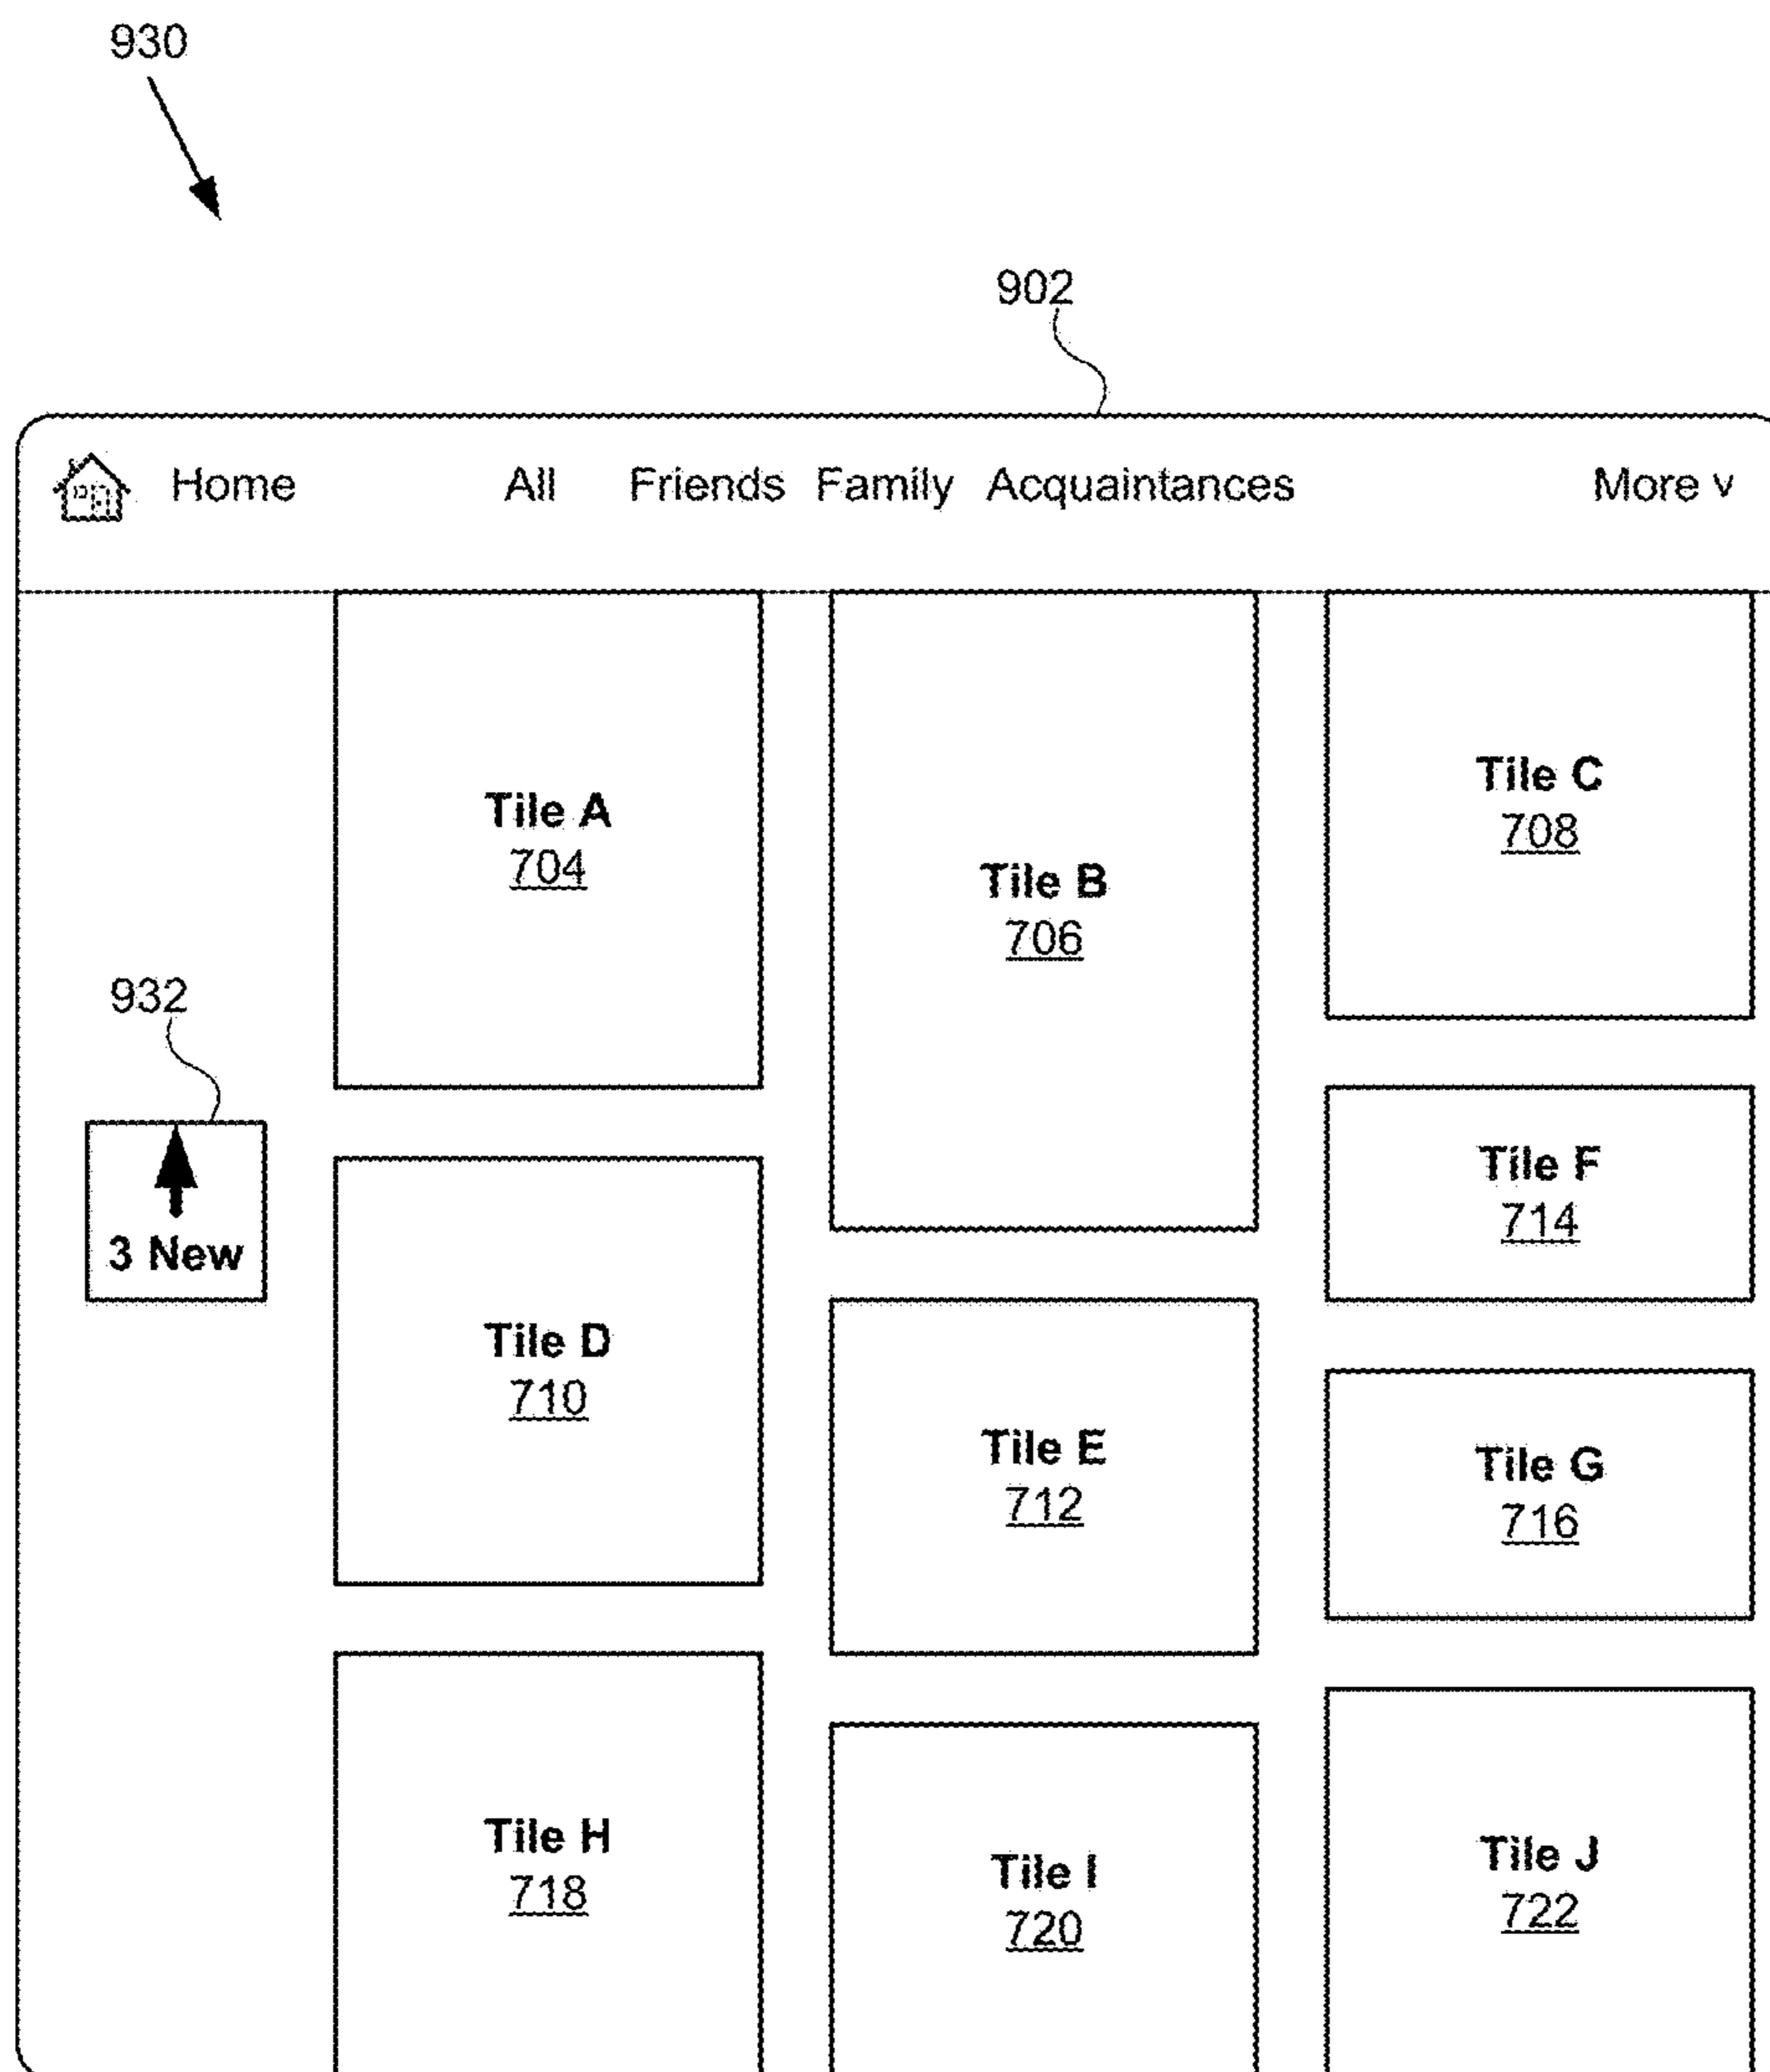 930
902
Home All Friends Family Acquaintances More v
Tile A
704
Tile B
706
Tile C
708
932
3 New
Tile D
710
Tile E
712
Tile F
714
Tile G
716
Tile H
718
Tile I
720
Tile J
722